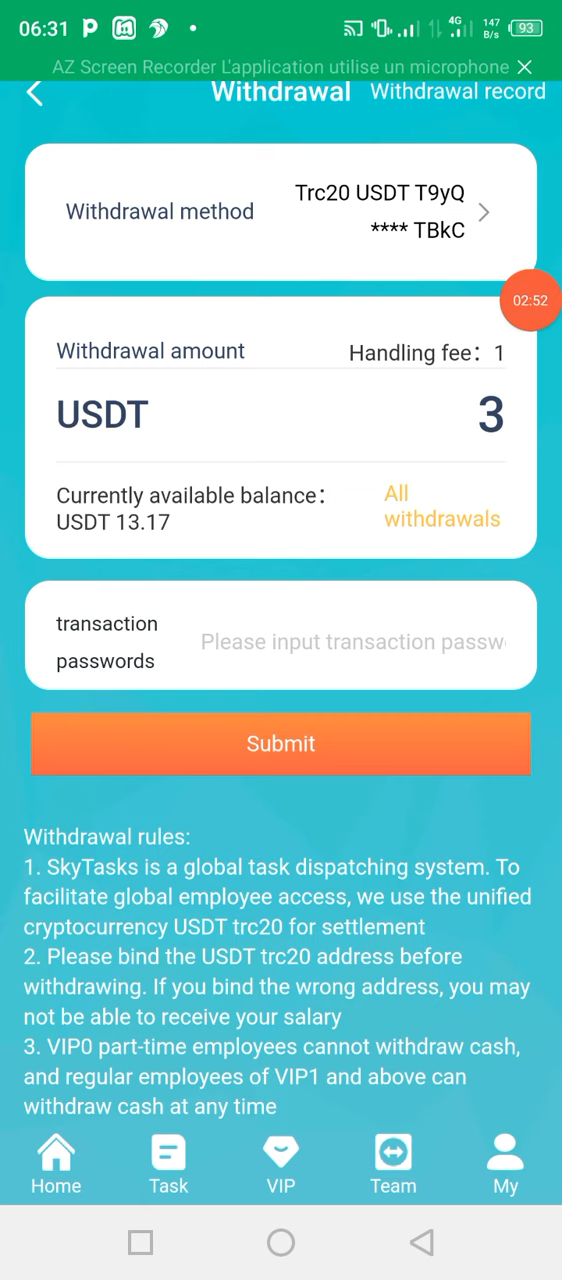 06:31
4G 147 B/s 93
AZ Screen Recorder L'application utilise un microphone
Withdrawal Withdrawal record
Withdrawal method
Trc20 USDT T9yQ
**** TBkC
02:52
Withdrawal amount Handling fee：1
USDT 3
Currently available balance：
USDT 13.17
All
withdrawals
transaction
passwords
Please input transaction passw
Submit
Withdrawal rules:
1. SkyTasks is a global task dispatching system. To
facilitate global employee access, we use the unified
cryptocurrency USDT trc20 for settlement
2. Please bind the USDT trc20 address before
withdrawing. If you bind the wrong address, you may
not be able to receive your salary
3. VIP0 part-time employees cannot withdraw cash,
and regular employees of VIP1 and above can
withdraw cash at any time
Home Task VIP Team My